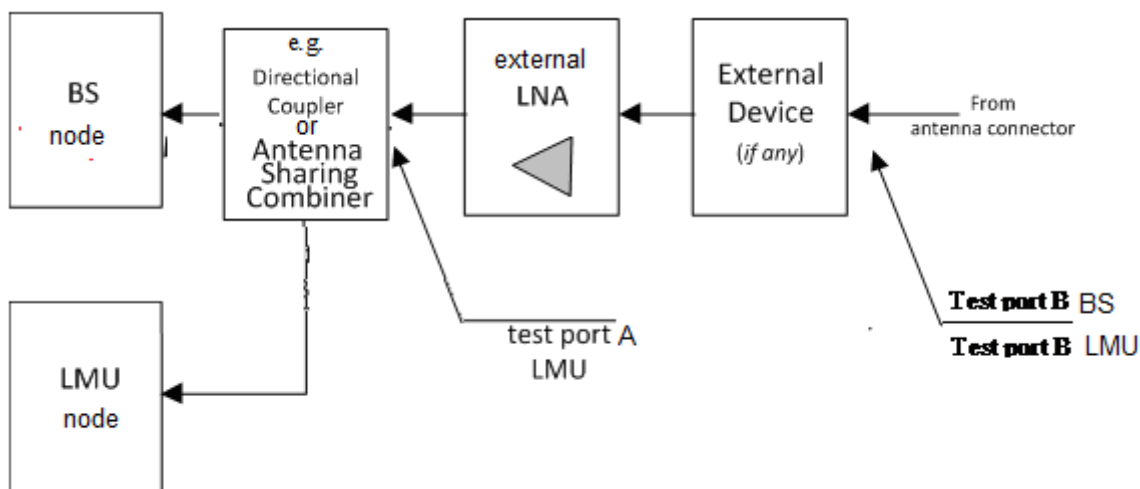 BS
node
e.g.
Directional
Coupler
or
Antenna
Sharing
Combiner
external
LNA
External
Device
(if any)
From
antenna connector
test port A
LMU
Test port B BS
Test port B LMU
LMU
node